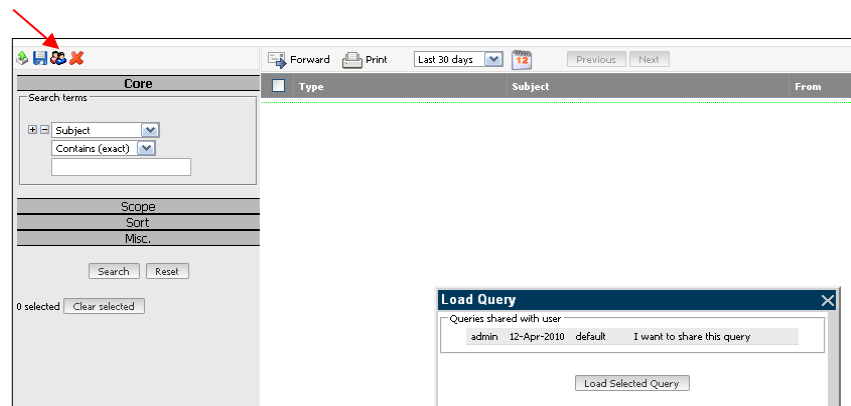 Forward Print Last 30 days 12 Previous Next
Core
Type Subject From
Search terms
Subject
Contains (exact)
Scope
Sort
Misc.
Search Reset
0 selected Clear selected
Load Query
Queries shared with user
admin 12-Apr-2010 default I want to share this query
Load Selected Query